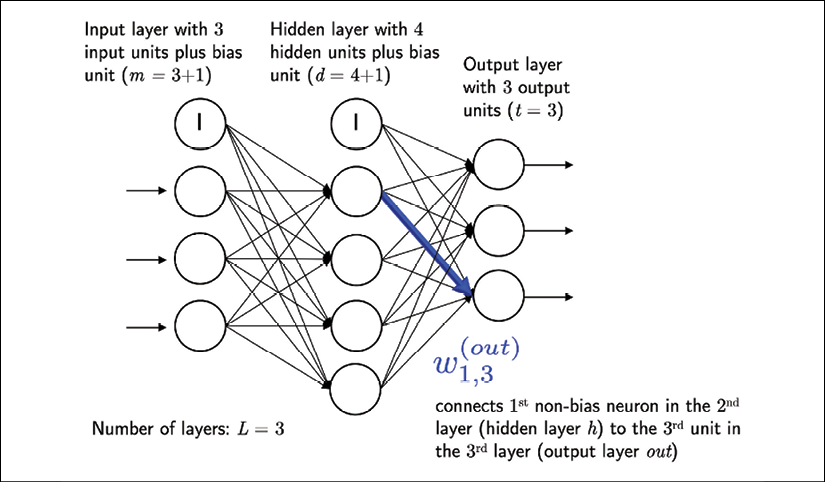 Input layer with 3
input units plus bias
unit (m = 3+1)
Hidden layer with 4
hidden units plus bias
unit (d = 4+1)
Output layer
with 3 output
units (t = 3)
I
I
w_{1,3}^{(out)}
connects 1st non-bias neuron in the 2nd
layer (hidden layer h) to the 3rd unit in
the 3rd layer (output layer out)
Number of layers: L = 3